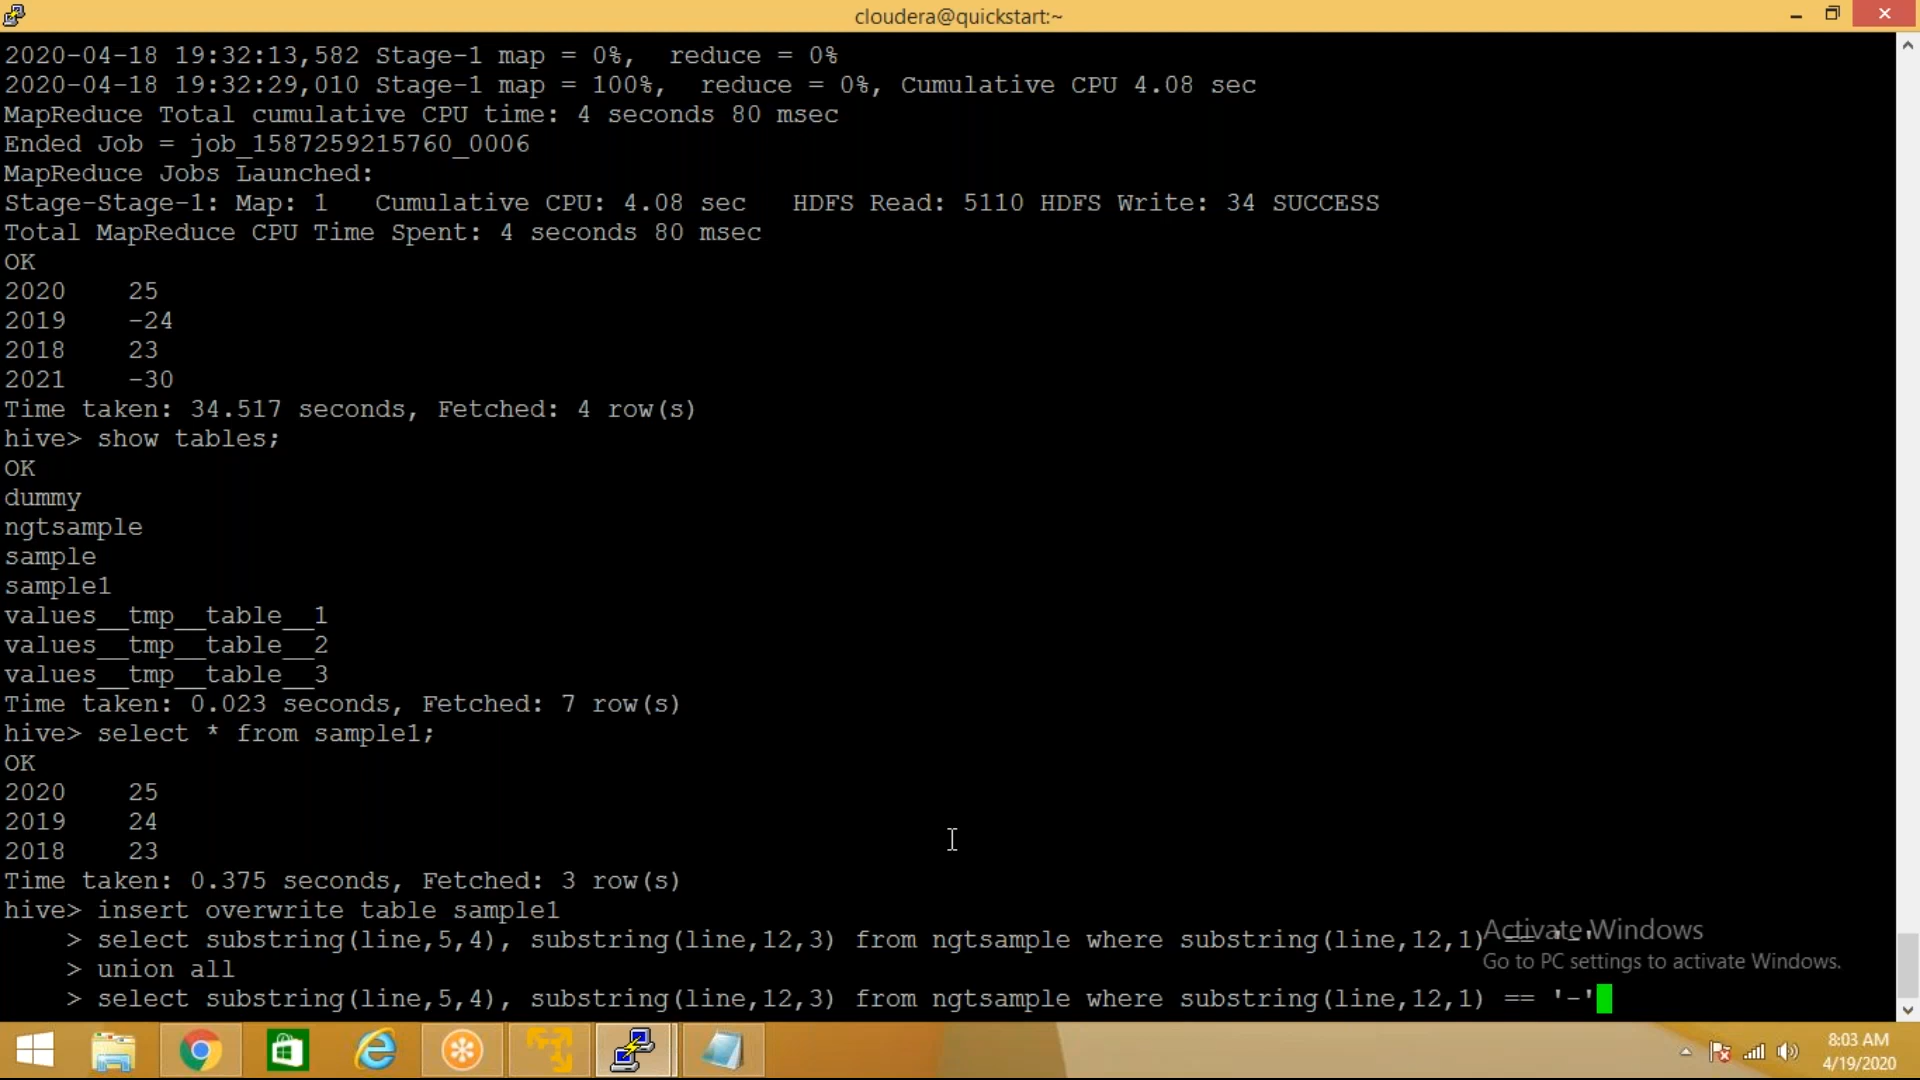 cloudera@quickstart:~
2020-04-18 19:32:13,582 Stage-1 map = 0%,  reduce = 0%
2020-04-18 19:32:29,010 Stage-1 map = 100%,  reduce = 0%, Cumulative CPU 4.08 sec
MapReduce Total cumulative CPU time: 4 seconds 80 msec
Ended Job = job_1587259215760_0006
MapReduce Jobs Launched:
Stage-Stage-1: Map: 1   Cumulative CPU: 4.08 sec   HDFS Read: 5110 HDFS Write: 34 SUCCESS
Total MapReduce CPU Time Spent: 4 seconds 80 msec
OK
2020    25
2019    -24
2018    23
2021    -30
Time taken: 34.517 seconds, Fetched: 4 row(s)
hive> show tables;
OK
dummy
ngtsample
sample
sample1
values__tmp__table__1
values__tmp__table__2
values__tmp__table__3
Time taken: 0.023 seconds, Fetched: 7 row(s)
hive> select * from sample1;
OK
2020    25
2019    24
2018    23
Time taken: 0.375 seconds, Fetched: 3 row(s)
hive> insert overwrite table sample1
    > select substring(line,5,4), substring(line,12,3) from ngtsample where substring(line,12,1) == '-'
    > union all
    > select substring(line,5,4), substring(line,12,3) from ngtsample where substring(line,12,1) == '-'
Activate Windows
Go to PC settings to activate Windows.
8:03 AM
4/19/2020